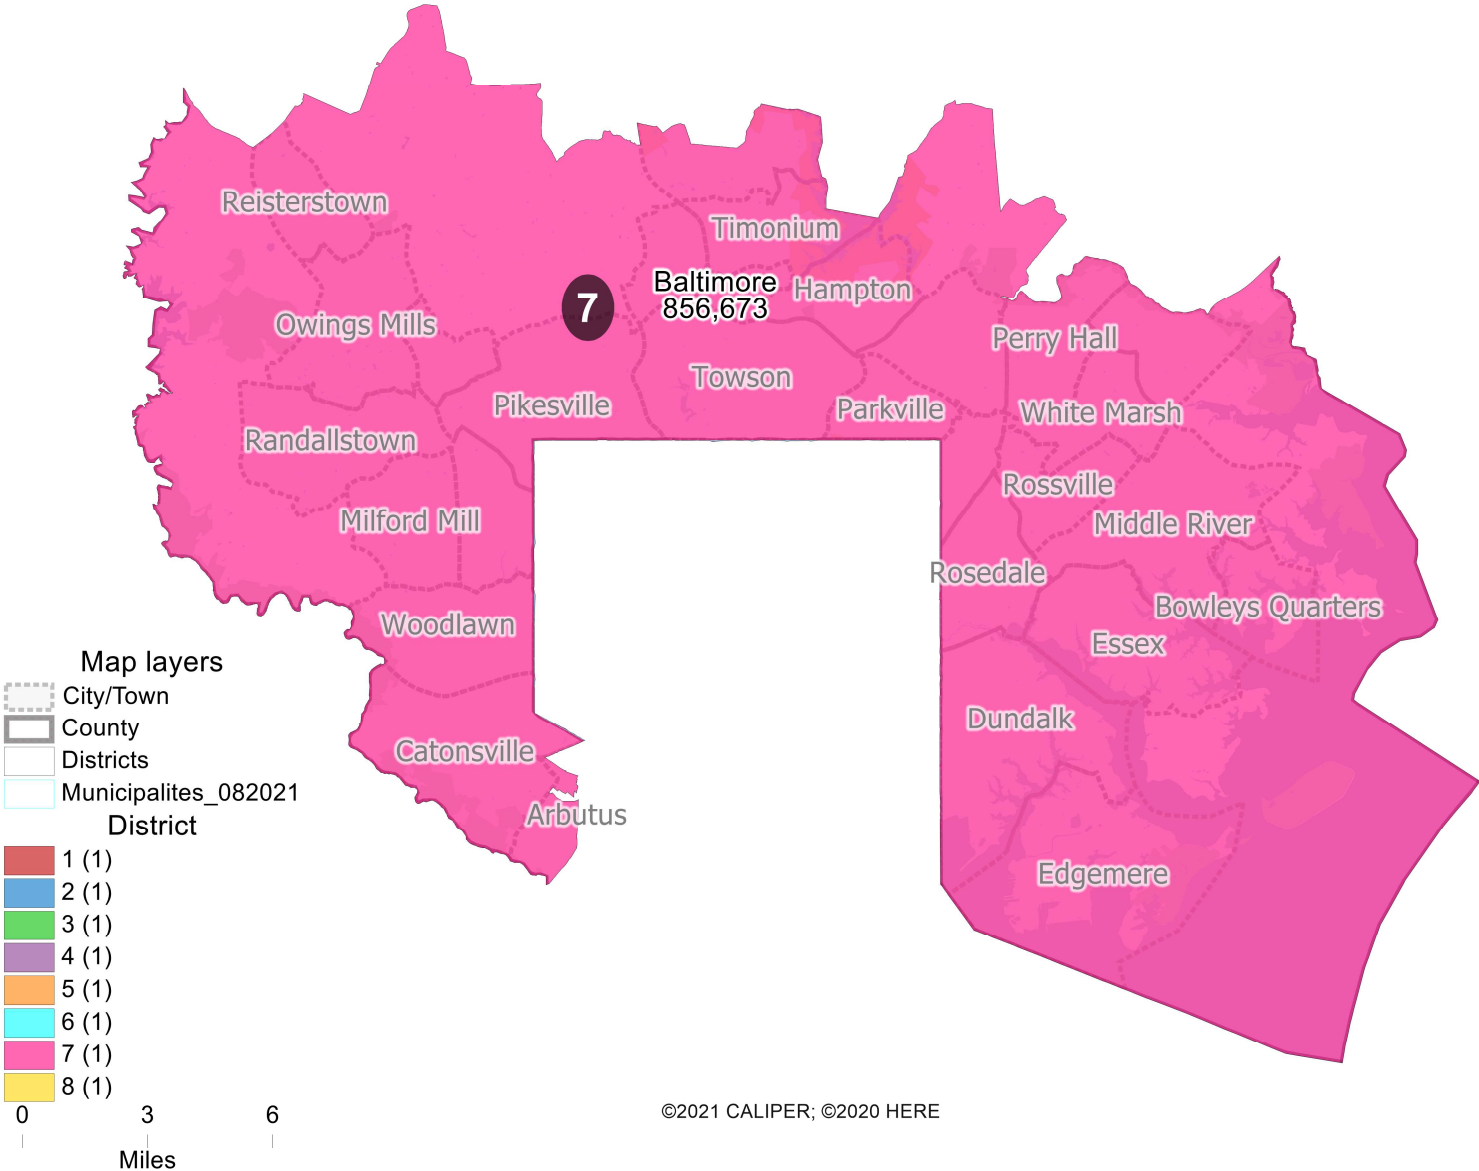 Reisterstown
Timonium
Baltimore
856,673
Hampton
7
Owings Mills
Perry Hall
Towson
Pikesville
Parkville
White Marsh
Randallstown
Rossville
Milford Mill
Middle River
Rosedale
Bowleys Quarters
Woodlawn
Essex
Dundalk
Catonsville
Arbutus
Edgemere
Map layers
City/Town
County
Districts
Municipalites_082021
District
1 (1)
2 (1)
3 (1)
4 (1)
5 (1)
6 (1)
7 (1)
8 (1)
0 3 6
Miles
©2021 CALIPER; ©2020 HERE